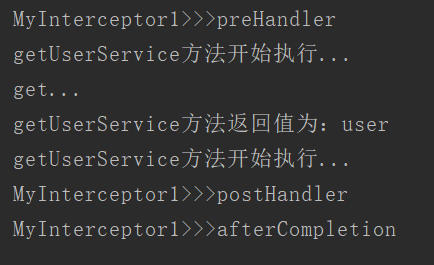 MyInterceptor1>>>preHandler
getUserService方法开始执行...
get...
getUserService方法返回值为：user
getUserService方法开始执行...
MyInterceptor1>>>postHandler
MyInterceptor1>>>afterCompletion